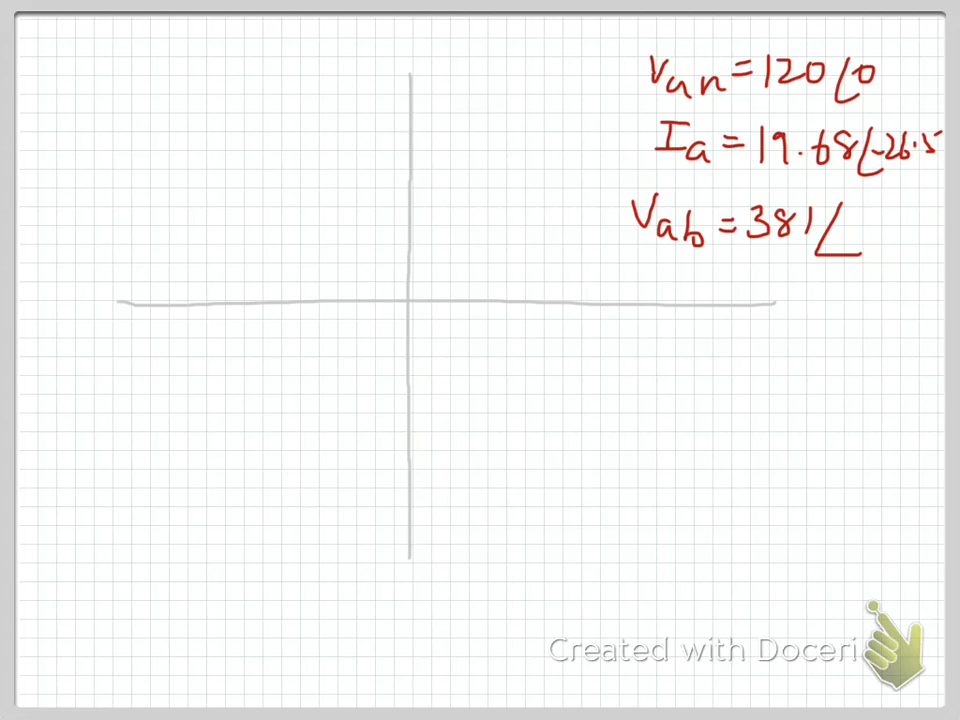 Van = 120∠0
Ia = 19.68∠-26.5
Vab = 381∠
Created with Doceri